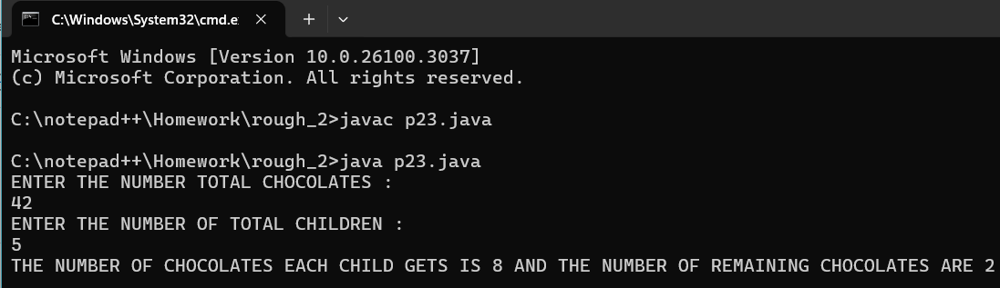 C:\Windows\System32\cmd.e
Microsoft Windows [Version 10.0.26100.3037]
(c) Microsoft Corporation. All rights reserved.
C:\notepad++\Homework\rough_2>javac p23.java
C:\notepad++\Homework\rough_2>java p23.java
ENTER THE NUMBER TOTAL CHOCOLATES :
42
ENTER THE NUMBER OF TOTAL CHILDREN :
5
THE NUMBER OF CHOCOLATES EACH CHILD GETS IS 8 AND THE NUMBER OF REMAINING CHOCOLATES ARE 2